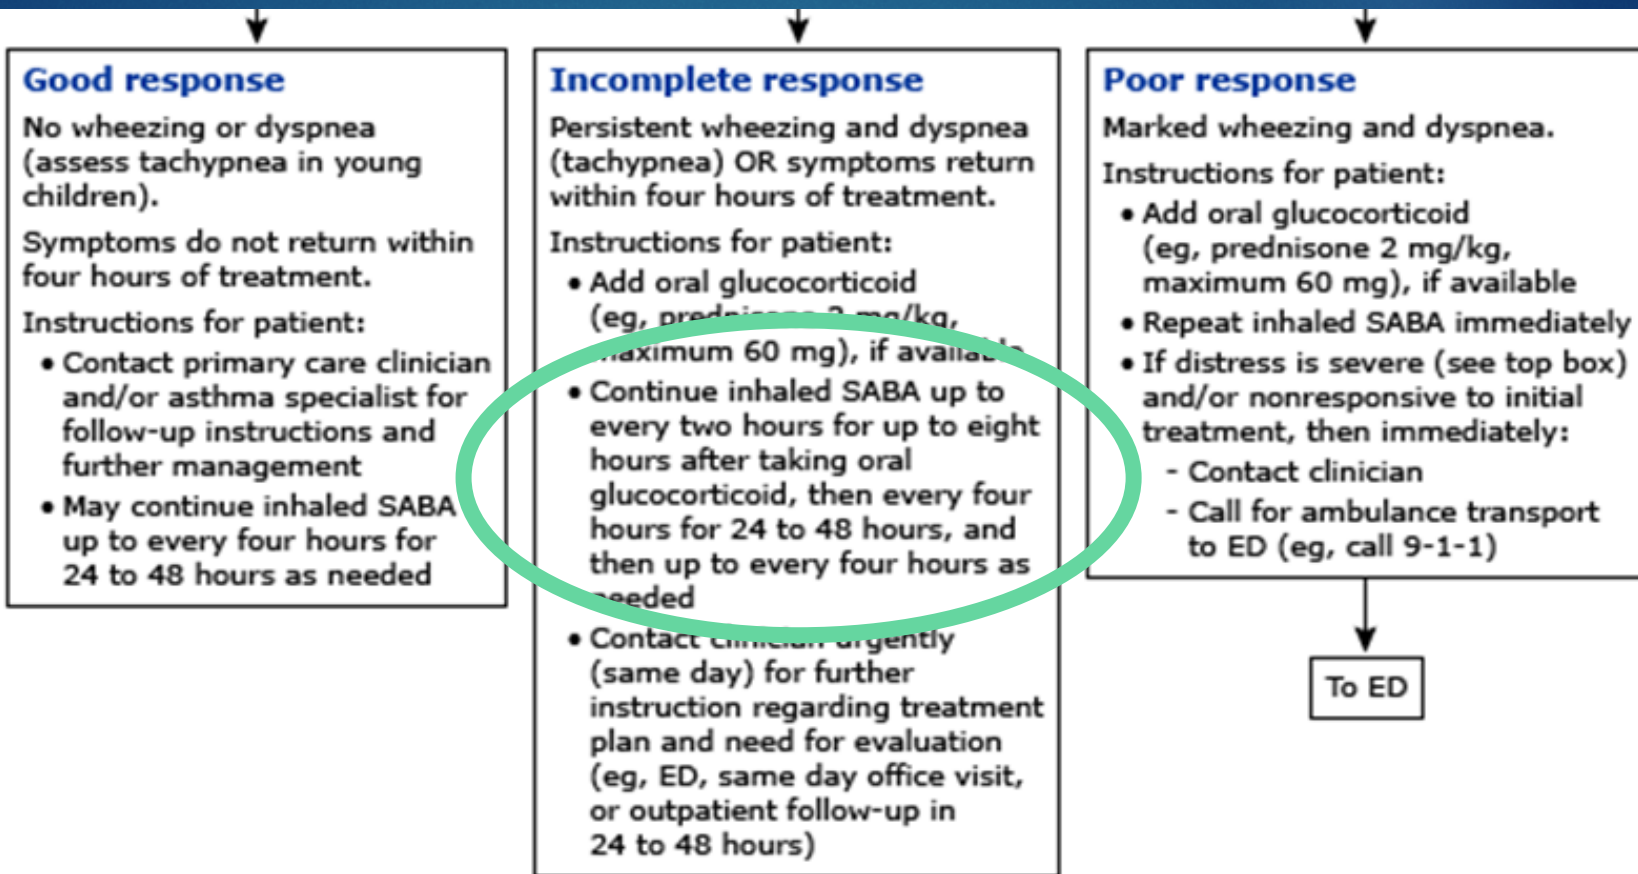 Good response
No wheezing or dyspnea
(assess tachypnea in young
children).
Symptoms do not return within
four hours of treatment.
Instructions for patient:
• Contact primary care clinician
and/or asthma specialist for
follow-up instructions and
further management
• May continue inhaled SABA
up to every four hours for
24 to 48 hours as needed
Incomplete response
Persistent wheezing and dyspnea
(tachypnea) OR symptoms return
within four hours of treatment.
Instructions for patient:
• Add oral glucocorticoid
(eg, prednisone 2 mg/kg,
maximum 60 mg), if available
• Continue inhaled SABA up to
every two hours for up to eight
hours after taking oral
glucocorticoid, then every four
hours for 24 to 48 hours, and
then up to every four hours as
needed
• Contact clinician urgently
(same day) for further
instruction regarding treatment
plan and need for evaluation
(eg, ED, same day office visit,
or outpatient follow-up in
24 to 48 hours)
Poor response
Marked wheezing and dyspnea.
Instructions for patient:
• Add oral glucocorticoid
(eg, prednisone 2 mg/kg,
maximum 60 mg), if available
• Repeat inhaled SABA immediately
• If distress is severe (see top box)
and/or nonresponsive to initial
treatment, then immediately:
- Contact clinician
- Call for ambulance transport
to ED (eg, call 9-1-1)
To ED